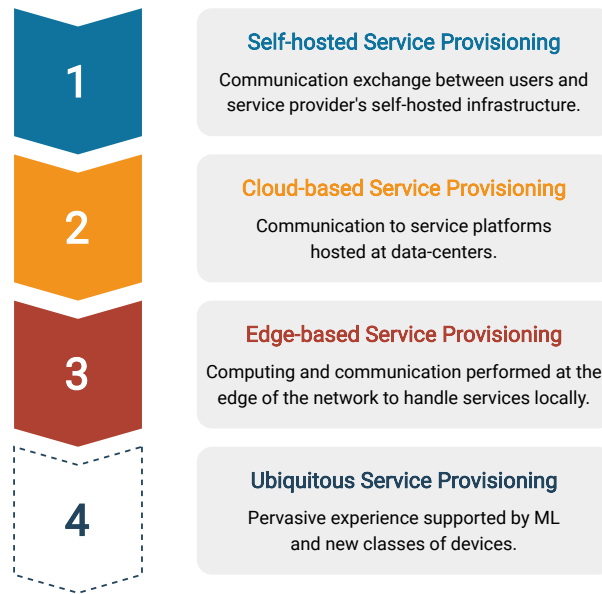 1
Self-hosted Service Provisioning
Communication exchange between users and
service provider's self-hosted infrastructure.
2
Cloud-based Service Provisioning
Communication to service platforms
hosted at data-centers.
3
Edge-based Service Provisioning
Computing and communication performed at the
edge of the network to handle services locally.
4
Ubiquitous Service Provisioning
Pervasive experience supported by ML
and new classes of devices.